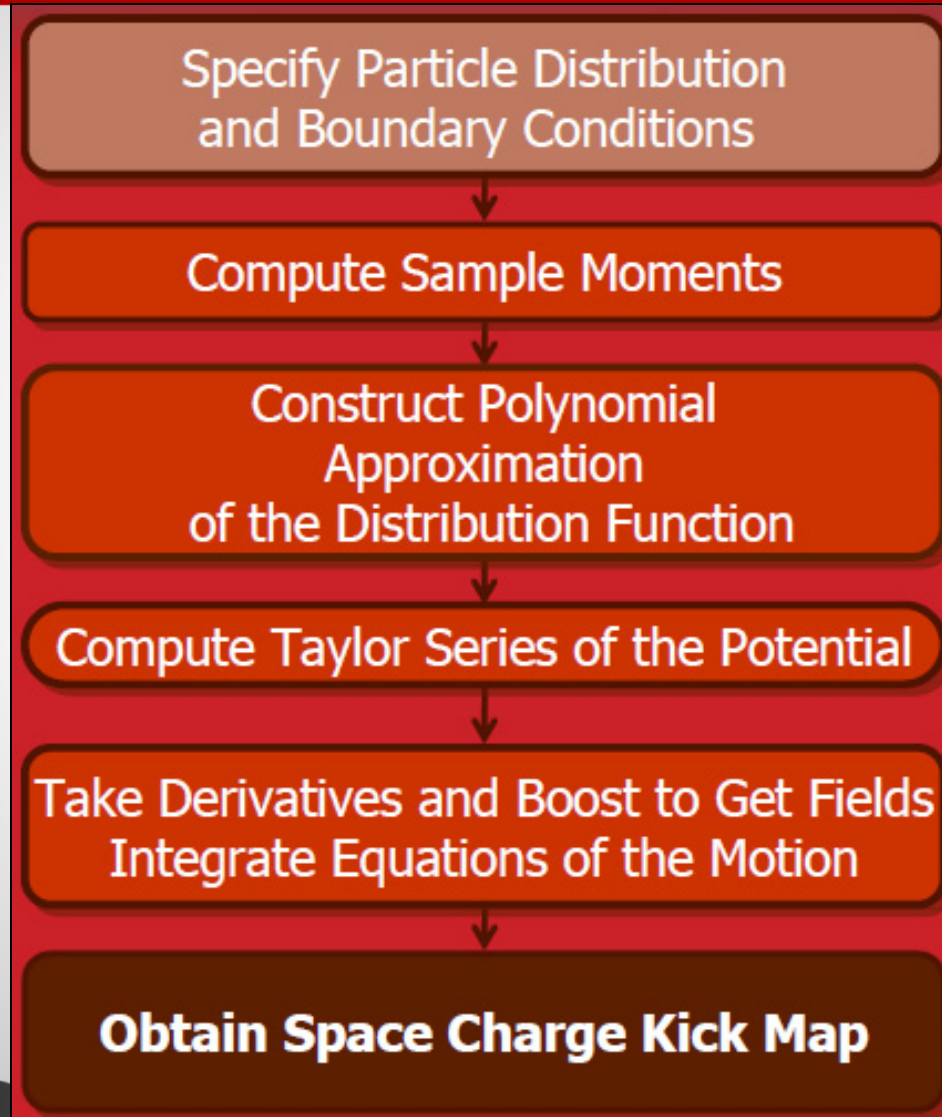 Specify Particle Distribution
and Boundary Conditions
Compute Sample Moments
Construct Polynomial
Approximation
of the Distribution Function
Compute Taylor Series of the Potential
Take Derivatives and Boost to Get Fields
Integrate Equations of the Motion
Obtain Space Charge Kick Map